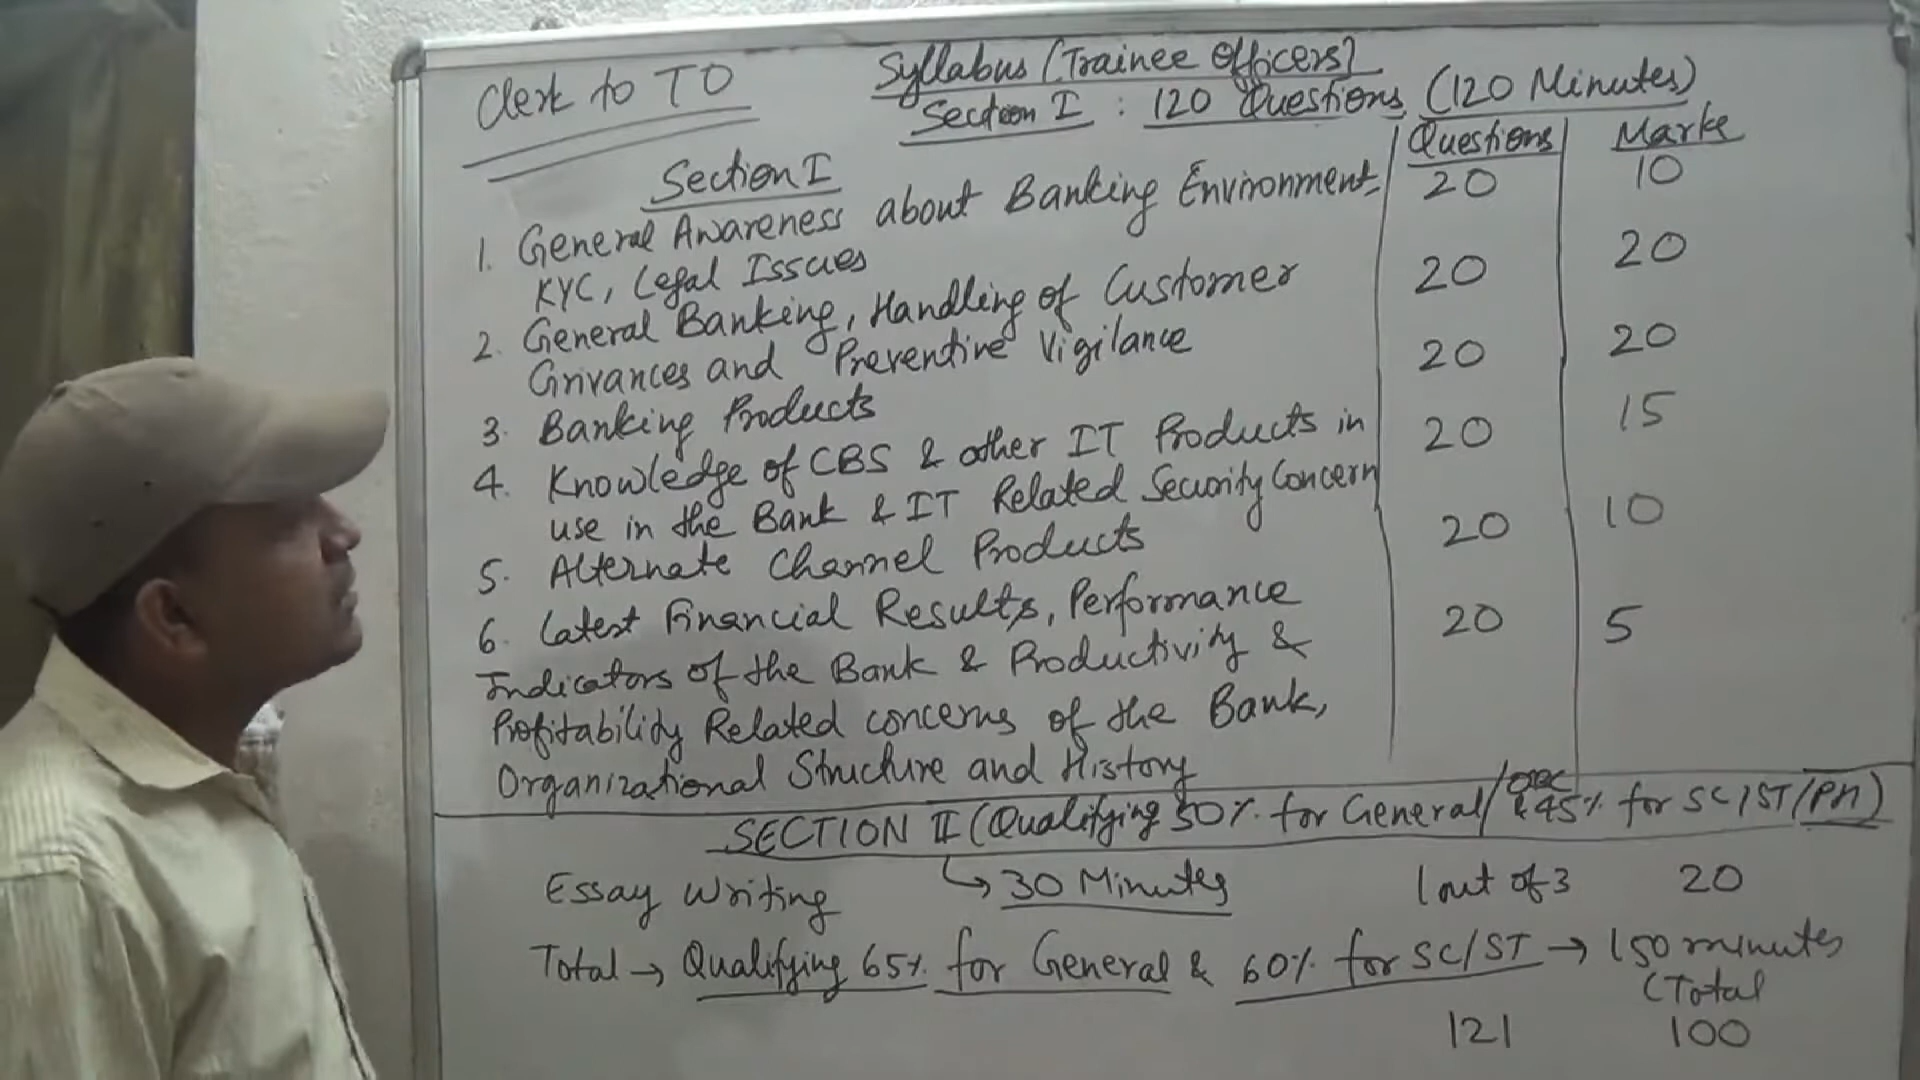 Clerk to TO
Syllabus (Trainee Officers)
Section I : 120 Questions (120 Minutes)
Questions Marks
Section I
1. General Awareness about Banking Environment, 20 10
KYC, Legal Issues
2. General Banking, Handling of Customer 20 20
Grivances and Preventive Vigilance
3. Banking Products 20 20
4. Knowledge of CBS & other IT Products in 20 15
use in the Bank & IT Related Security Concern
5. Alternate Channel Products 20 10
6. Latest Financial Results, Performance 20 5
Indicators of the Bank & Productivity &
Profitability Related concerns of the Bank,
Organizational Structure and History
SECTION II (Qualifying 50% for General/OBC & 45% for SC/ST/PH)
Essay Writing → 30 Minutes 1 out of 3 20
Total → Qualifying 65% for General & 60% for SC/ST → 150 minutes
(Total
121 100